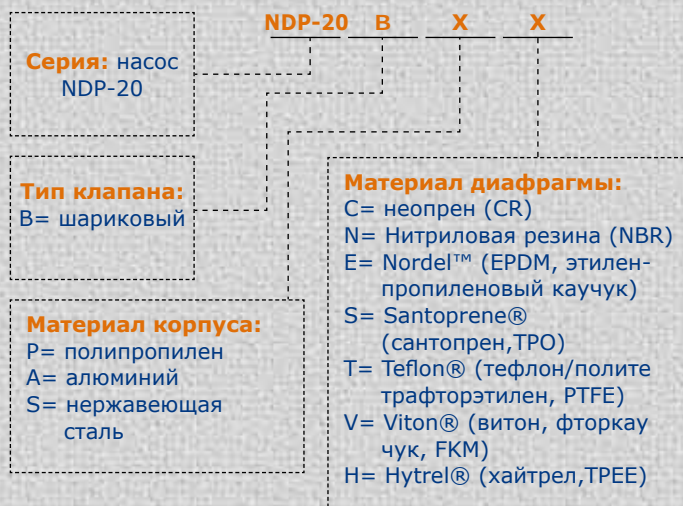 NDP-20 B X X
Серия: насос
NDP-20
Тип клапана:
B= шариковый
Материал корпуса:
P= полипропилен
A= алюминий
S= нержавеющая
сталь
Материал диафрагмы:
C= неопрен (CR)
N= Нитриловая резина (NBR)
E= Nordel™ (EPDM, этилен-
пропиленовый каучук)
S= Santoprene®
(сантопрен,TPO)
T= Teflon® (тефлон/полите
трафторэтилен, PTFE)
V= Viton® (витон, фторкау
чук, FKM)
H= Hytrel® (хайтрел,TPEE)